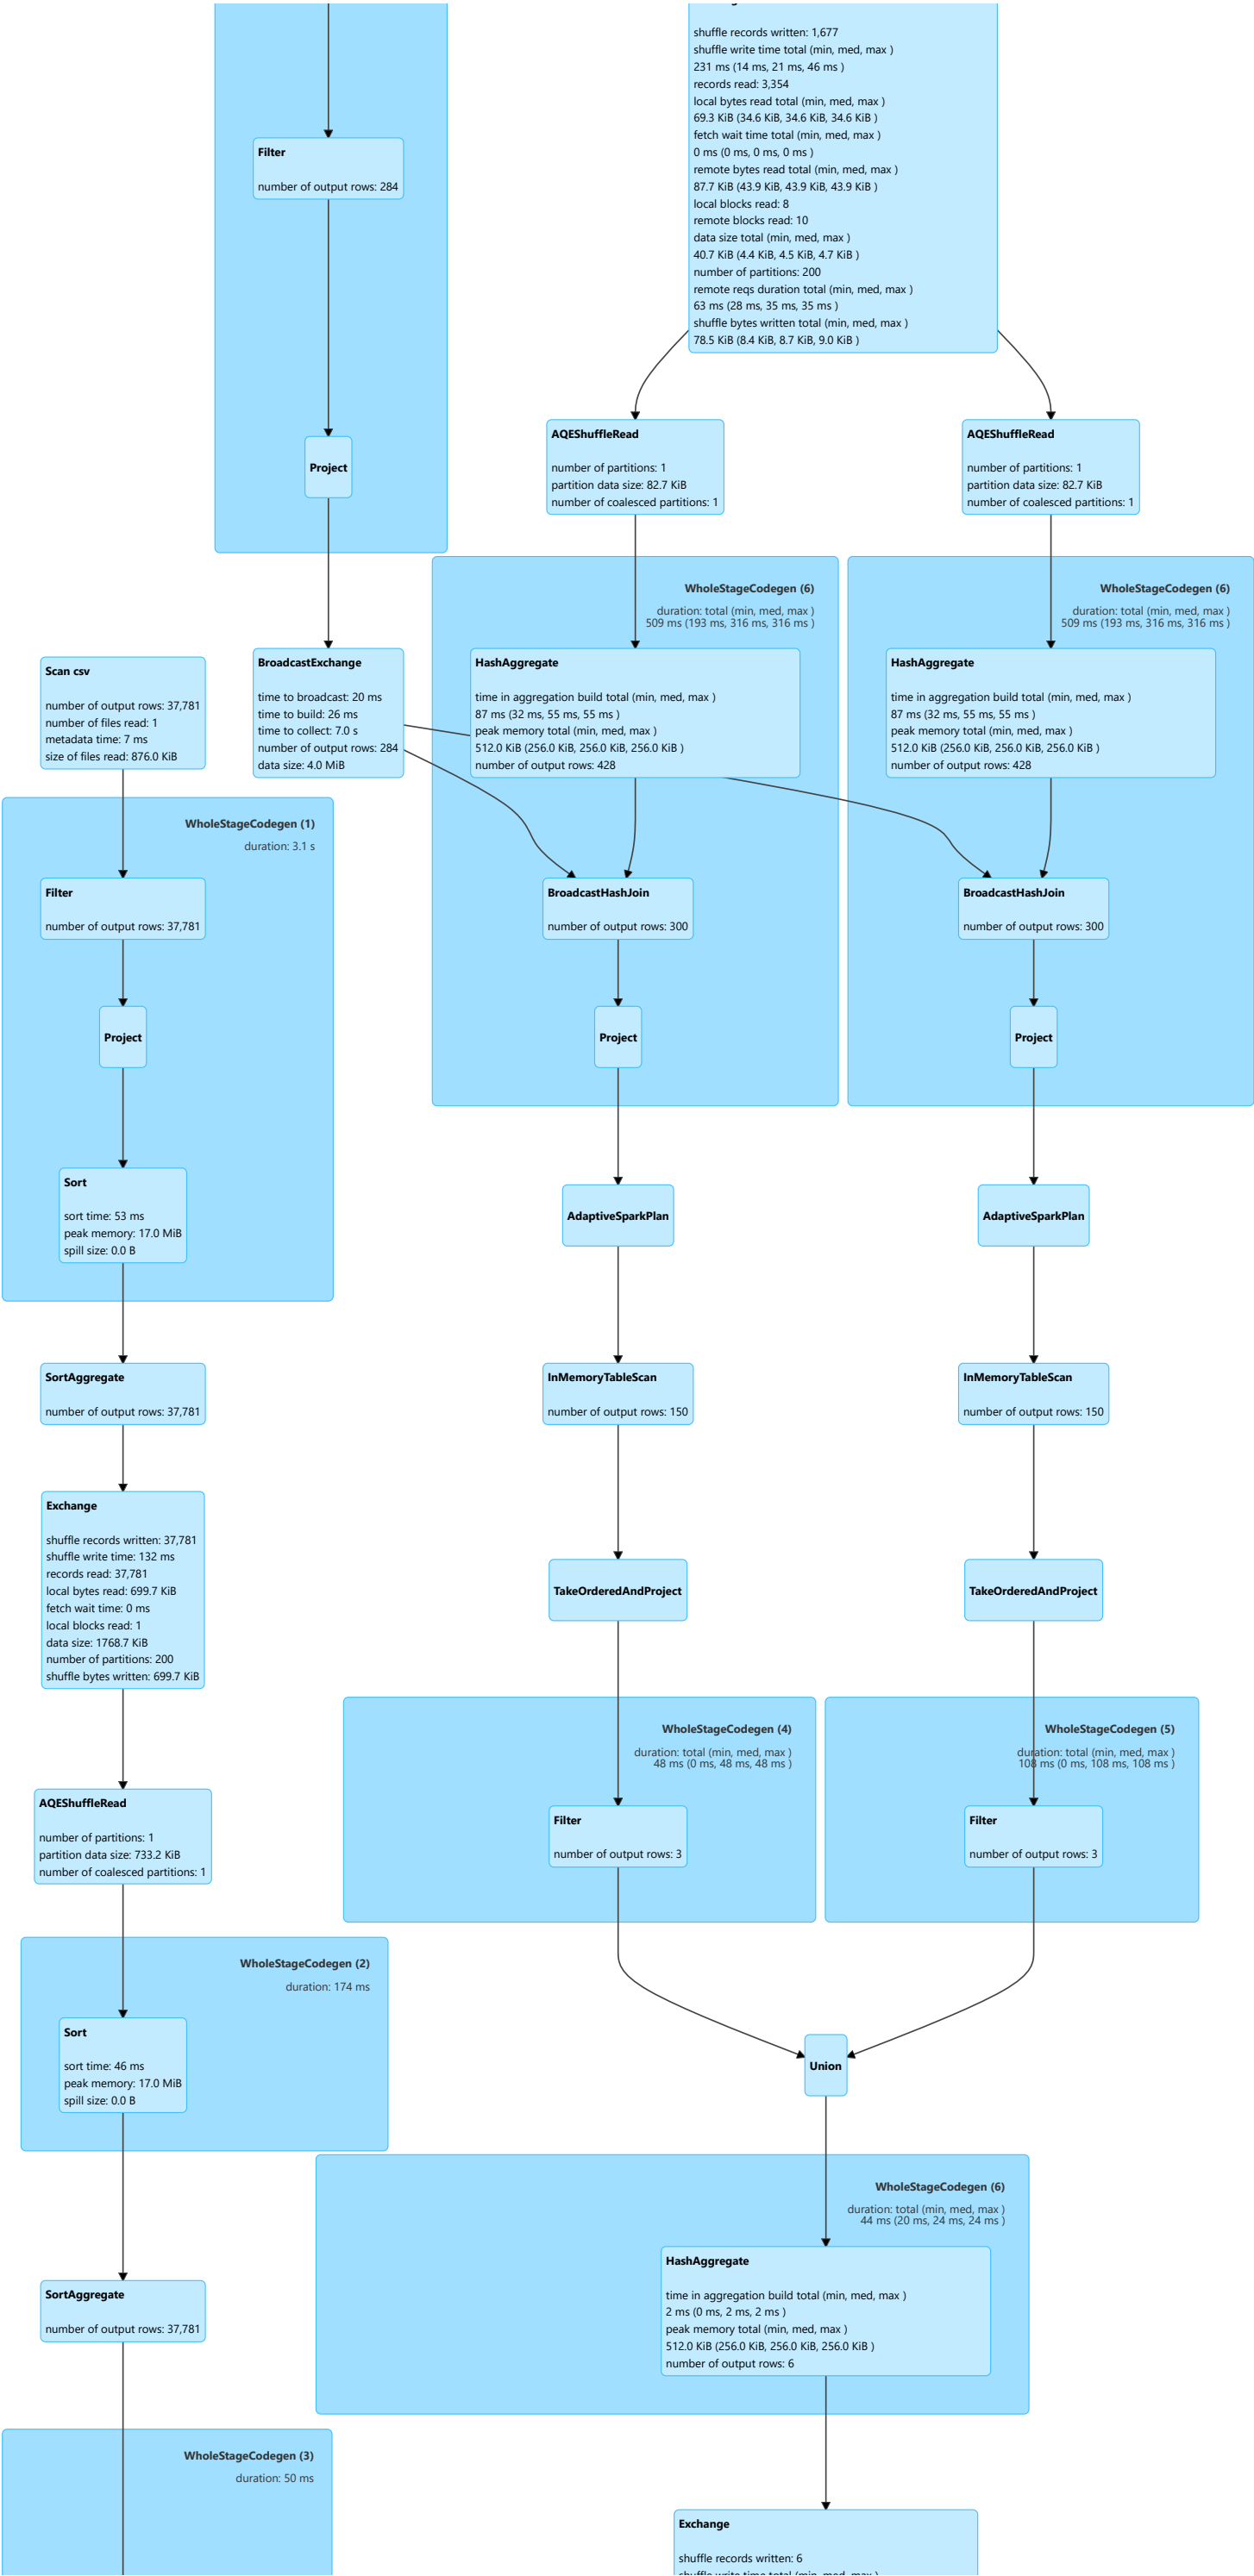 shuffle records written: 1,677
shuffle write time total (min, med, max )
231 ms (14 ms, 21 ms, 46 ms )
records read: 3,354
local bytes read total (min, med, max )
69.3 KiB (34.6 KiB, 34.6 KiB, 34.6 KiB )
fetch wait time total (min, med, max )
0 ms (0 ms, 0 ms, 0 ms )
remote bytes read total (min, med, max )
87.7 KiB (43.9 KiB, 43.9 KiB, 43.9 KiB )
local blocks read: 8
remote blocks read: 10
data size total (min, med, max )
40.7 KiB (4.4 KiB, 4.5 KiB, 4.7 KiB )
number of partitions: 200
remote reqs duration total (min, med, max )
63 ms (28 ms, 35 ms, 35 ms )
shuffle bytes written total (min, med, max )
78.5 KiB (8.4 KiB, 8.7 KiB, 9.0 KiB )
Filter
number of output rows: 284
Project
AQEShuffleRead
number of partitions: 1
partition data size: 82.7 KiB
number of coalesced partitions: 1
AQEShuffleRead
number of partitions: 1
partition data size: 82.7 KiB
number of coalesced partitions: 1
WholeStageCodegen (6)
duration: total (min, med, max )
509 ms (193 ms, 316 ms, 316 ms )
WholeStageCodegen (6)
duration: total (min, med, max )
509 ms (193 ms, 316 ms, 316 ms )
Scan csv
number of output rows: 37,781
number of files read: 1
metadata time: 7 ms
size of files read: 876.0 KiB
BroadcastExchange
time to broadcast: 20 ms
time to build: 26 ms
time to collect: 7.0 s
number of output rows: 284
data size: 4.0 MiB
HashAggregate
time in aggregation build total (min, med, max )
87 ms (32 ms, 55 ms, 55 ms )
peak memory total (min, med, max )
512.0 KiB (256.0 KiB, 256.0 KiB, 256.0 KiB )
number of output rows: 428
HashAggregate
time in aggregation build total (min, med, max )
87 ms (32 ms, 55 ms, 55 ms )
peak memory total (min, med, max )
512.0 KiB (256.0 KiB, 256.0 KiB, 256.0 KiB )
number of output rows: 428
WholeStageCodegen (1)
duration: 3.1 s
Filter
number of output rows: 37,781
Project
Sort
sort time: 53 ms
peak memory: 17.0 MiB
spill size: 0.0 B
BroadcastHashJoin
number of output rows: 300
Project
BroadcastHashJoin
number of output rows: 300
Project
AdaptiveSparkPlan
AdaptiveSparkPlan
SortAggregate
number of output rows: 37,781
InMemoryTableScan
number of output rows: 150
InMemoryTableScan
number of output rows: 150
Exchange
shuffle records written: 37,781
shuffle write time: 132 ms
records read: 37,781
local bytes read: 699.7 KiB
fetch wait time: 0 ms
local blocks read: 1
data size: 1768.7 KiB
number of partitions: 200
shuffle bytes written: 699.7 KiB
TakeOrderedAndProject
TakeOrderedAndProject
WholeStageCodegen (4)
duration: total (min, med, max )
48 ms (0 ms, 48 ms, 48 ms )
Filter
number of output rows: 3
WholeStageCodegen (5)
duration: total (min, med, max )
108 ms (0 ms, 108 ms, 108 ms )
Filter
number of output rows: 3
AQEShuffleRead
number of partitions: 1
partition data size: 733.2 KiB
number of coalesced partitions: 1
WholeStageCodegen (2)
duration: 174 ms
Sort
sort time: 46 ms
peak memory: 17.0 MiB
spill size: 0.0 B
Union
WholeStageCodegen (6)
duration: total (min, med, max )
44 ms (20 ms, 24 ms, 24 ms )
HashAggregate
time in aggregation build total (min, med, max )
2 ms (0 ms, 2 ms, 2 ms )
peak memory total (min, med, max )
512.0 KiB (256.0 KiB, 256.0 KiB, 256.0 KiB )
number of output rows: 6
SortAggregate
number of output rows: 37,781
WholeStageCodegen (3)
duration: 50 ms
Exchange
shuffle records written: 6
shuffle write time total (min, med, max )